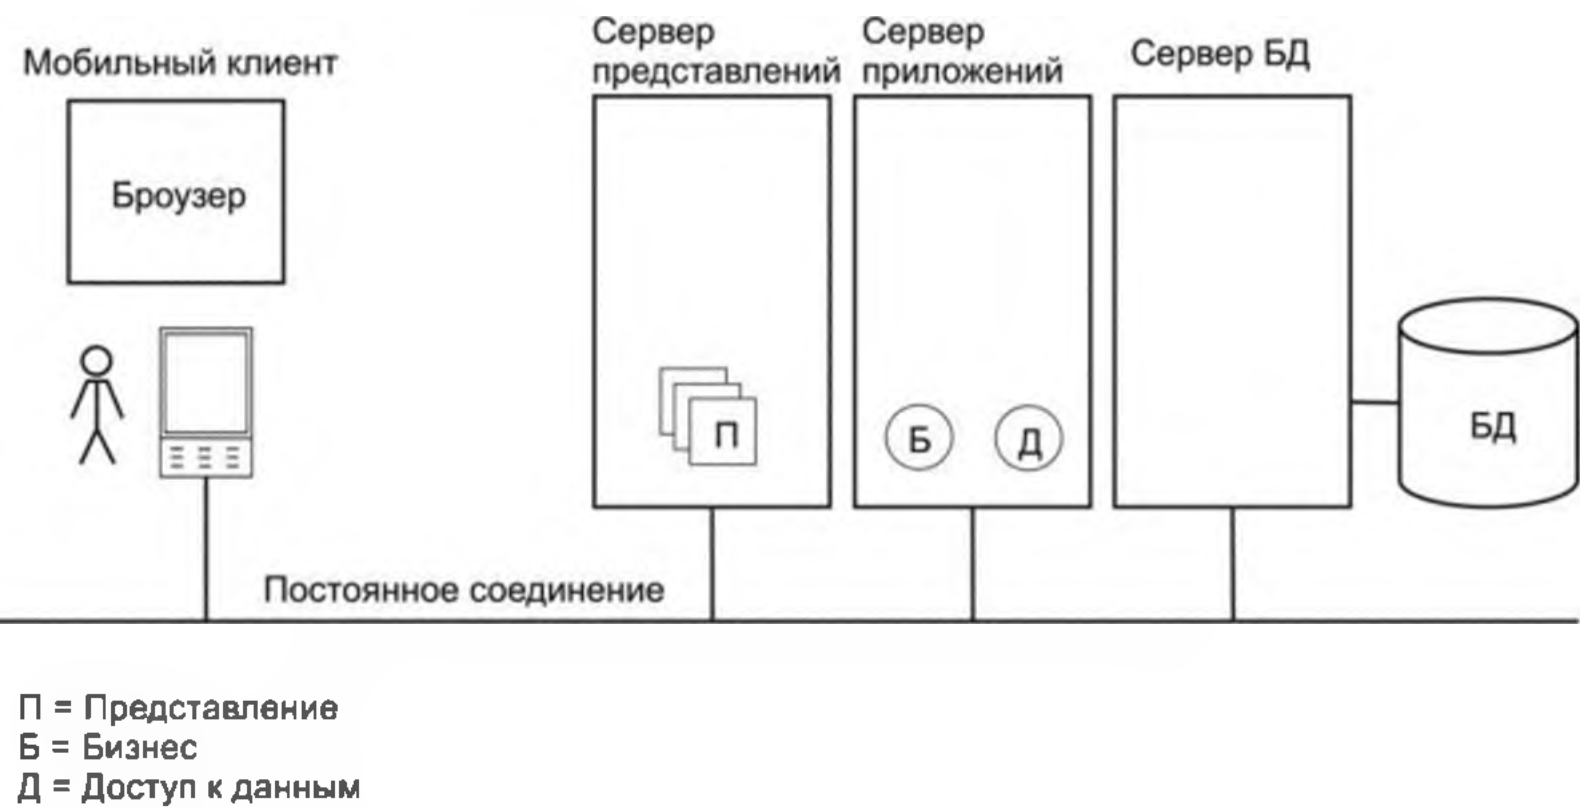 Мобильный клиент
Сервер
представлений
Сервер
приложений
Сервер БД
Броузер
П
Б
Д
БД
Постоянное соединение
П = Представление
Б = Бизнес
Д = Доступ к данным